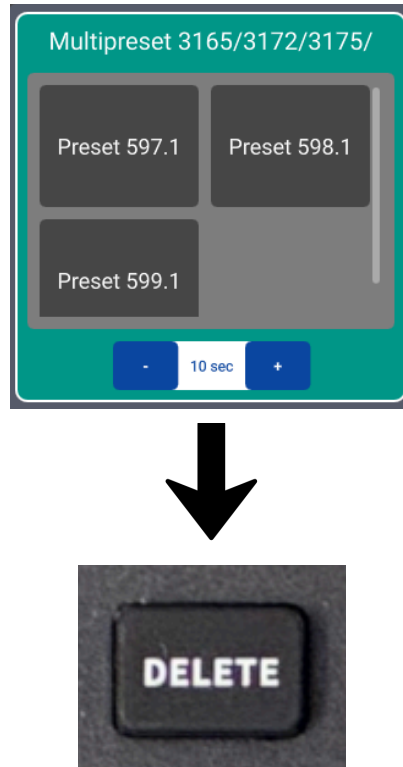 Multipreset 3165/3172/3175/
Preset 597.1 Preset 598.1
Preset 599.1
- 10 sec +
DELETE